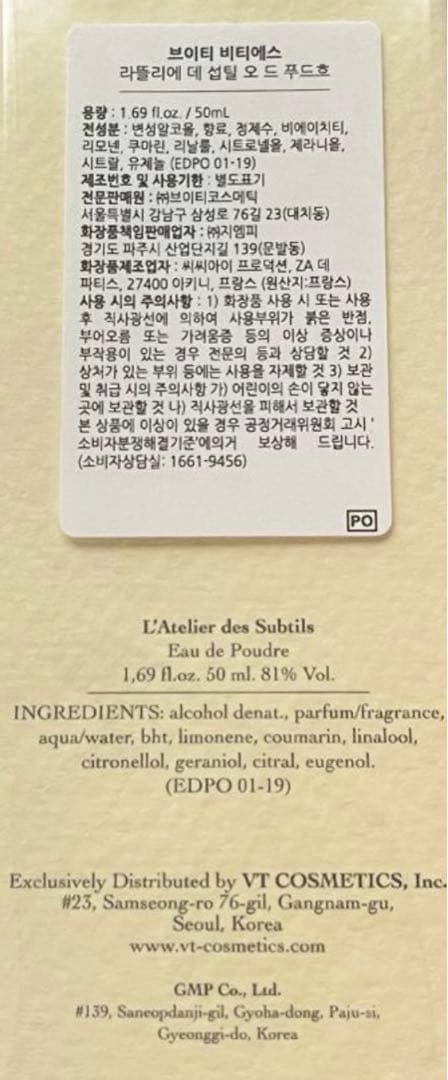 브이티 비티에스
라뜰리에 데 섭틸 오 드 푸드흐
용량 : 1.69 fl.oz. / 50mL
전성분 : 변성알코올, 향료, 정제수, 비에이치티,
리모넨, 쿠마린, 리날룰, 시트로넬올, 제라니올,
시트랄, 유제놀 (EDPO 01-19)
제조번호 및 사용기한 : 별도표기
전문판매원 : ㈜브이티코스메틱
서울특별시 강남구 삼성로 76길 23(대치동)
화장품책임판매업자 : ㈜지엠피
경기도 파주시 산업단지길 139(문발동)
화장품제조업자 : 씨씨아이 프로덕션, ZA 데
파티스, 27400 아키니, 프랑스 (원산지:프랑스)
사용 시의 주의사항 : 1) 화장품 사용 시 또는 사용
후 직사광선에 의하여 사용부위가 붉은 반점,
부어오름 또는 가려움증 등의 이상 증상이나
부작용이 있는 경우 전문의 등과 상담할 것 2)
상처가 있는 부위 등에는 사용을 자제할 것 3) 보관
및 취급 시의 주의사항 가) 어린이의 손이 닿지 않는
곳에 보관할 것 나) 직사광선을 피해서 보관할 것
본 상품에 이상이 있을 경우 공정거래위원회 고시 '
소비자분쟁해결기준'에의거 보상해 드립니다.
(소비자상담실: 1661-9456)
PO
L'Atelier des Subtils
Eau de Poudre
1,69 fl.oz. 50 ml. 81% Vol.
INGREDIENTS: alcohol denat., parfum/fragrance,
aqua/water, bht, limonene, coumarin, linalool,
citronellol, geraniol, citral, eugenol.
(EDPO 01-19)
Exclusively Distributed by VT COSMETICS, Inc.
#23, Samseong-ro 76-gil, Gangnam-gu,
Seoul, Korea
www.vt-cosmetics.com
GMP Co., Ltd.
#139, Saneopdanji-gil, Gyoha-dong, Paju-si,
Gyeonggi-do, Korea